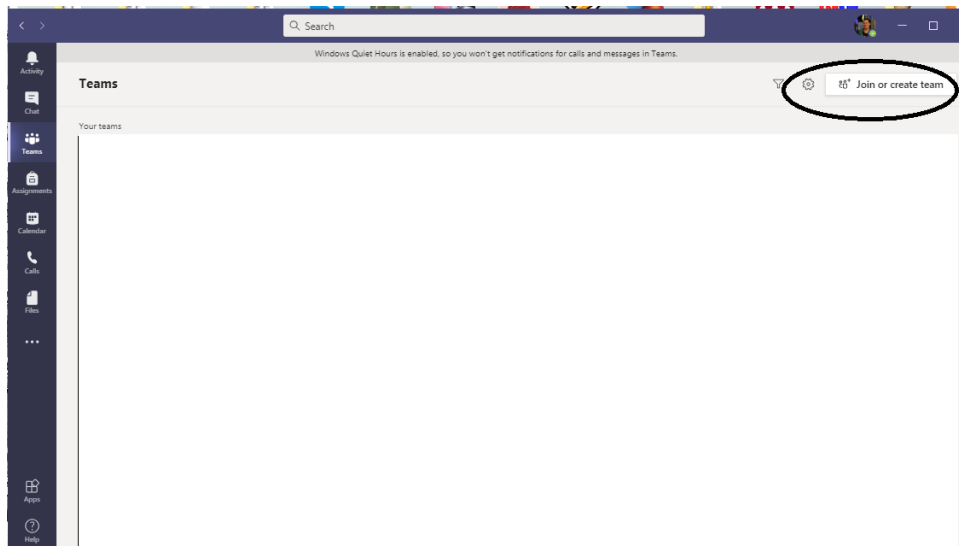 Search
Windows Quiet Hours is enabled, so you won't get notifications for calls and messages in Teams.
Activity
Teams
Join or create team
Chat
Your teams
Teams
Assignments
Calendar
Calls
Files
Apps
Help